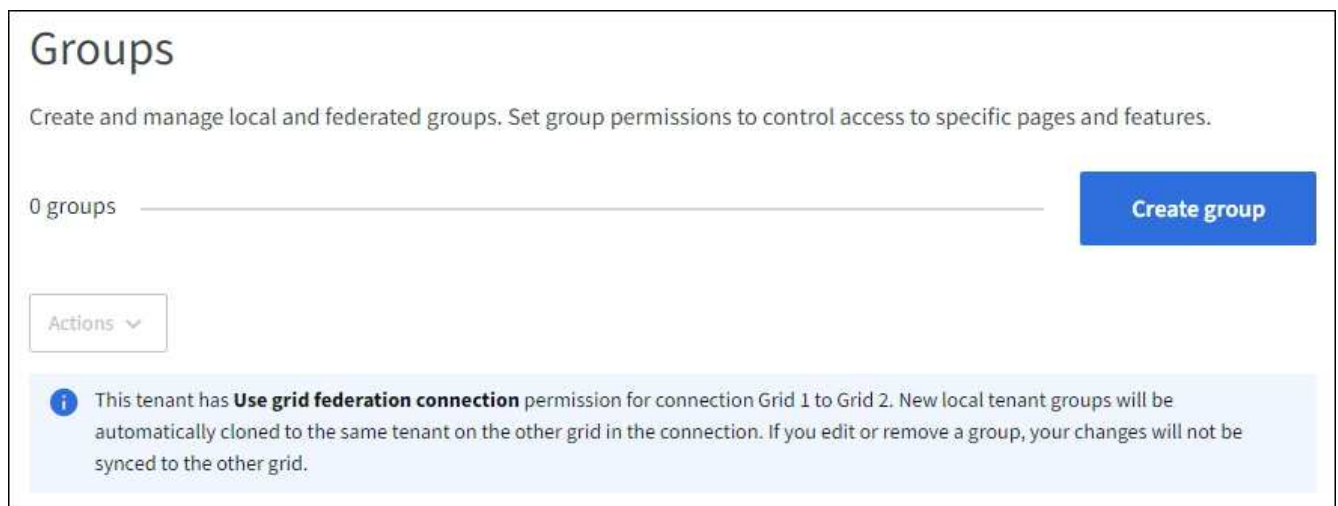 Groups
Create and manage local and federated groups. Set group permissions to control access to specific pages and features.
0 groups
Create group
Actions
This tenant has Use grid federation connection permission for connection Grid 1 to Grid 2. New local tenant groups will be
automatically cloned to the same tenant on the other grid in the connection. If you edit or remove a group, your changes will not be
synced to the other grid.